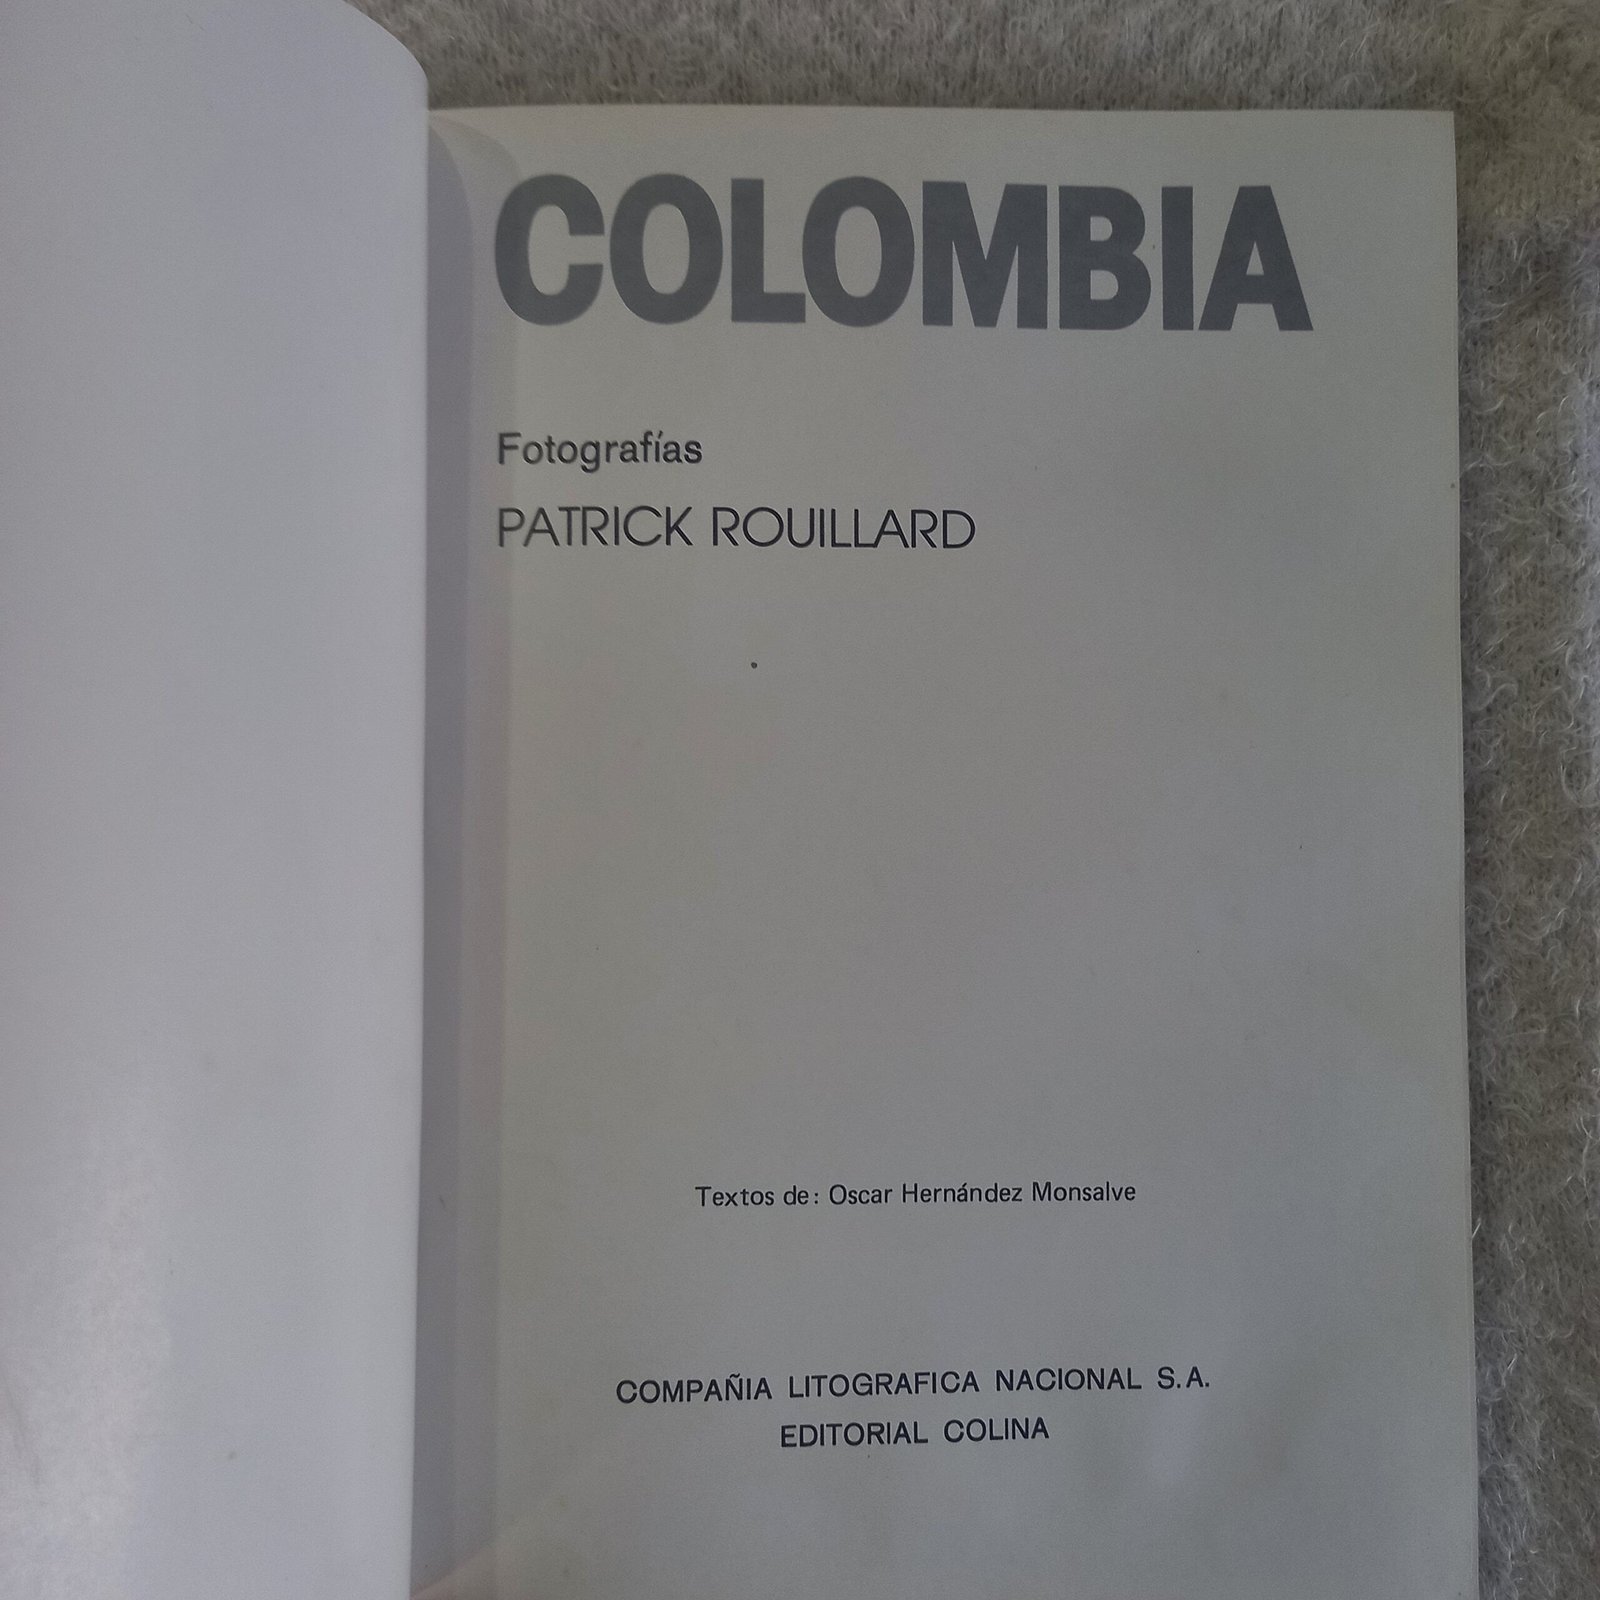 COLOMBIA
Fotografías
PATRICK ROUILLARD
Textos de: Oscar Hernández Monsalve
COMPAÑIA LITOGRAFICA NACIONAL S.A.
EDITORIAL COLINA